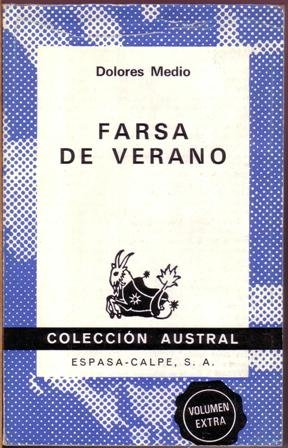 Dolores Medio
FARSA
DE VERANO
COLECCIÓN AUSTRAL
ESPASA-CALPE, S. A.
VOLUMEN
EXTRA